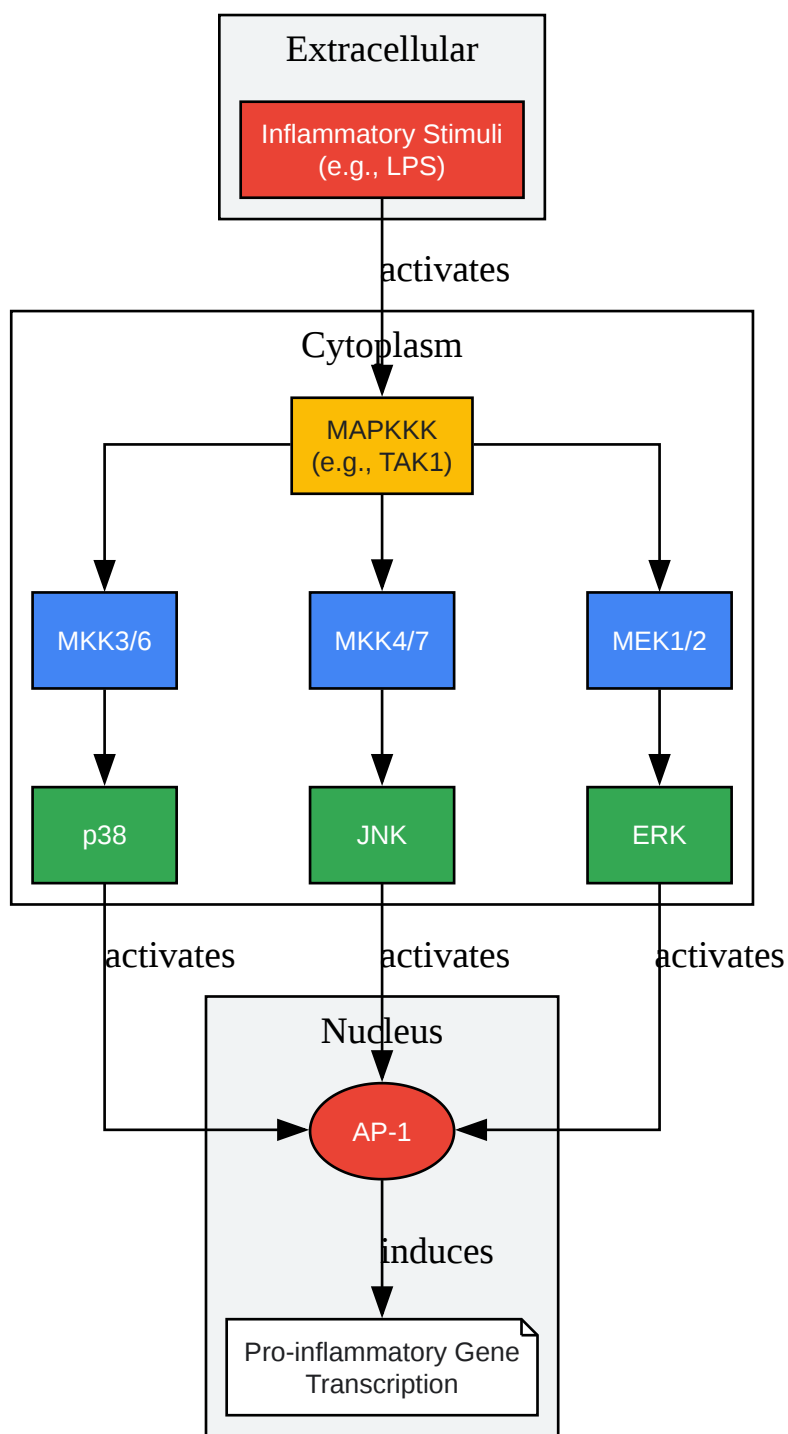 Extracellular
Inflammatory Stimuli
(e.g., LPS)
activates
Cytoplasm
MAPKKK
(e.g., TAK1)
MKK3/6
MKK4/7
MEK1/2
p38
JNK
ERK
activates
activates
activates
Nucleus
AP-1
induces
Pro-inflammatory Gene
Transcription